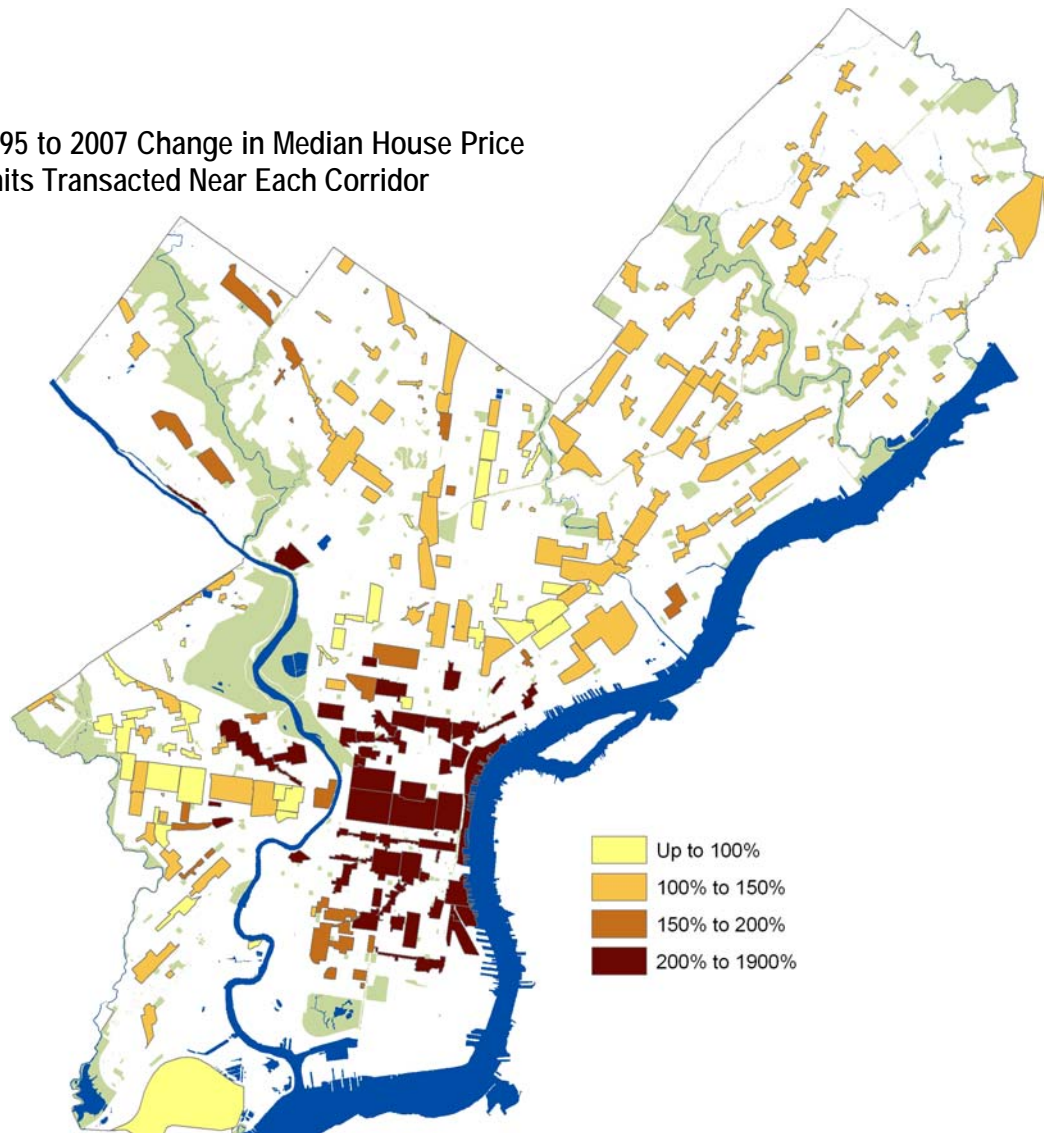 95 to 2007 Change in Median House Price
its Transacted Near Each Corridor
Up to 100%
100% to 150%
150% to 200%
200% to 1900%